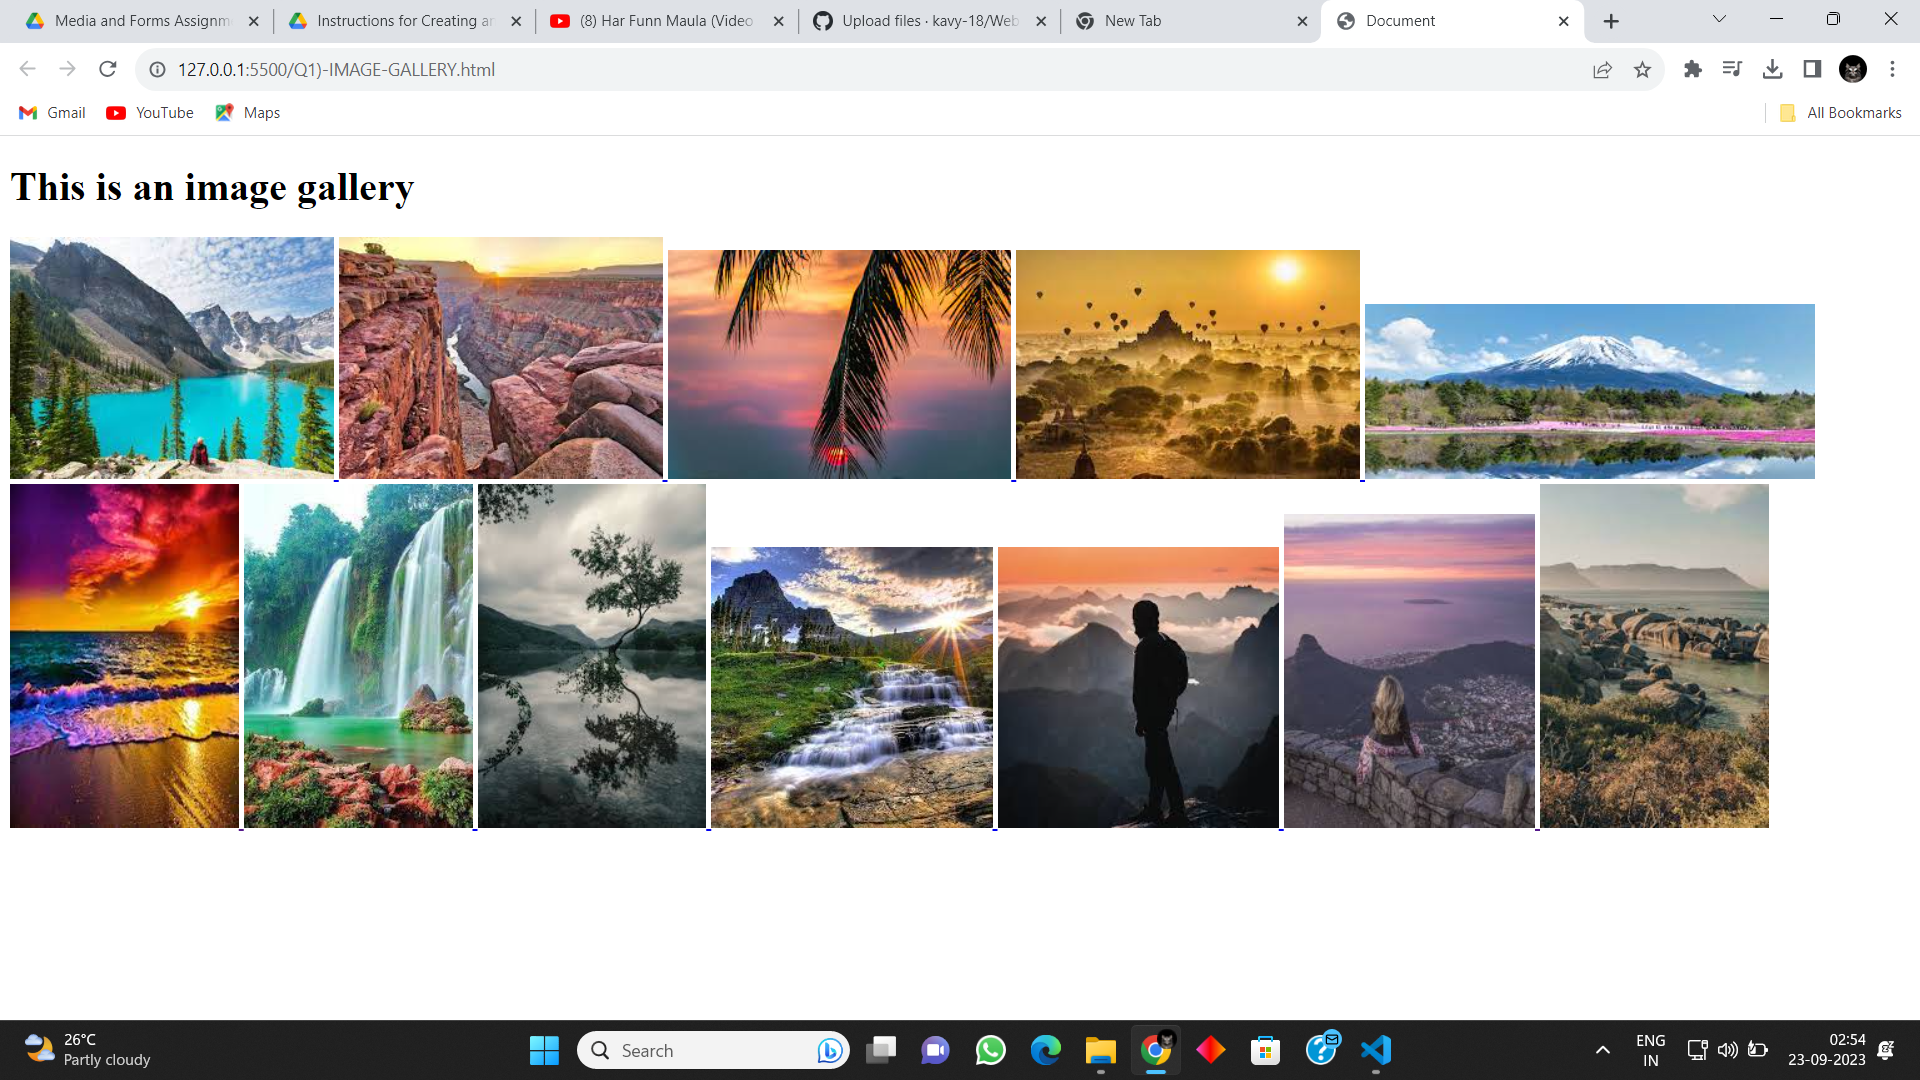 Media and Forms Assignm
Instructions for Creating ar
(8) Har Funn Maula (Video
Upload files · kavy-18/Web
New Tab
Document
127.0.0.1:5500/Q1)-IMAGE-GALLERY.html
Gmail
YouTube
Maps
All Bookmarks
This is an image gallery
26°C
Partly cloudy
Search
ENG
IN
02:54
23-09-2023